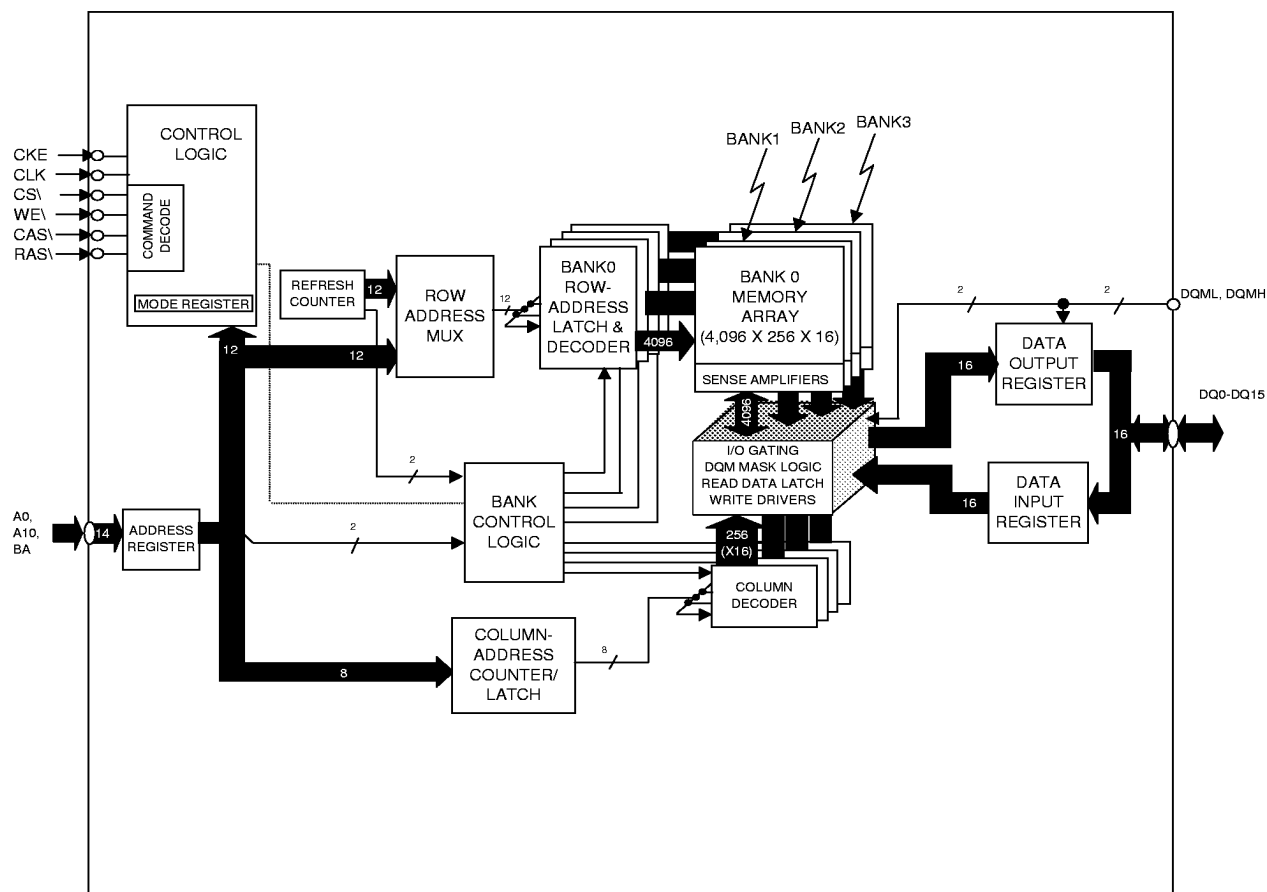 BANK1
BANK2
BANK3
CONTROL
LOGIC
CKE
CLK
CS\
WE\
CAS\
RAS\
COMMAND
DECODE
MODE REGISTER
REFRESH
COUNTER
12
ROW
ADDRESS
MUX
12
BANK0
ROW-
ADDRESS
LATCH &
DECODER
4096
BANK 0
MEMORY
ARRAY
(4,096 X 256 X 16)
SENSE AMPLIFIERS
4096
2
2
DQML, DQMH
DATA
OUTPUT
REGISTER
16
16
DQ0-DQ15
12
12
I/O GATING
DQM MASK LOGIC
READ DATA LATCH
WRITE DRIVERS
16
DATA
INPUT
REGISTER
2
BANK
CONTROL
LOGIC
2
A0,
A10,
BA
14
ADDRESS
REGISTER
256
(X16)
COLUMN
DECODER
COLUMN-
ADDRESS
COUNTER/
LATCH
8
8